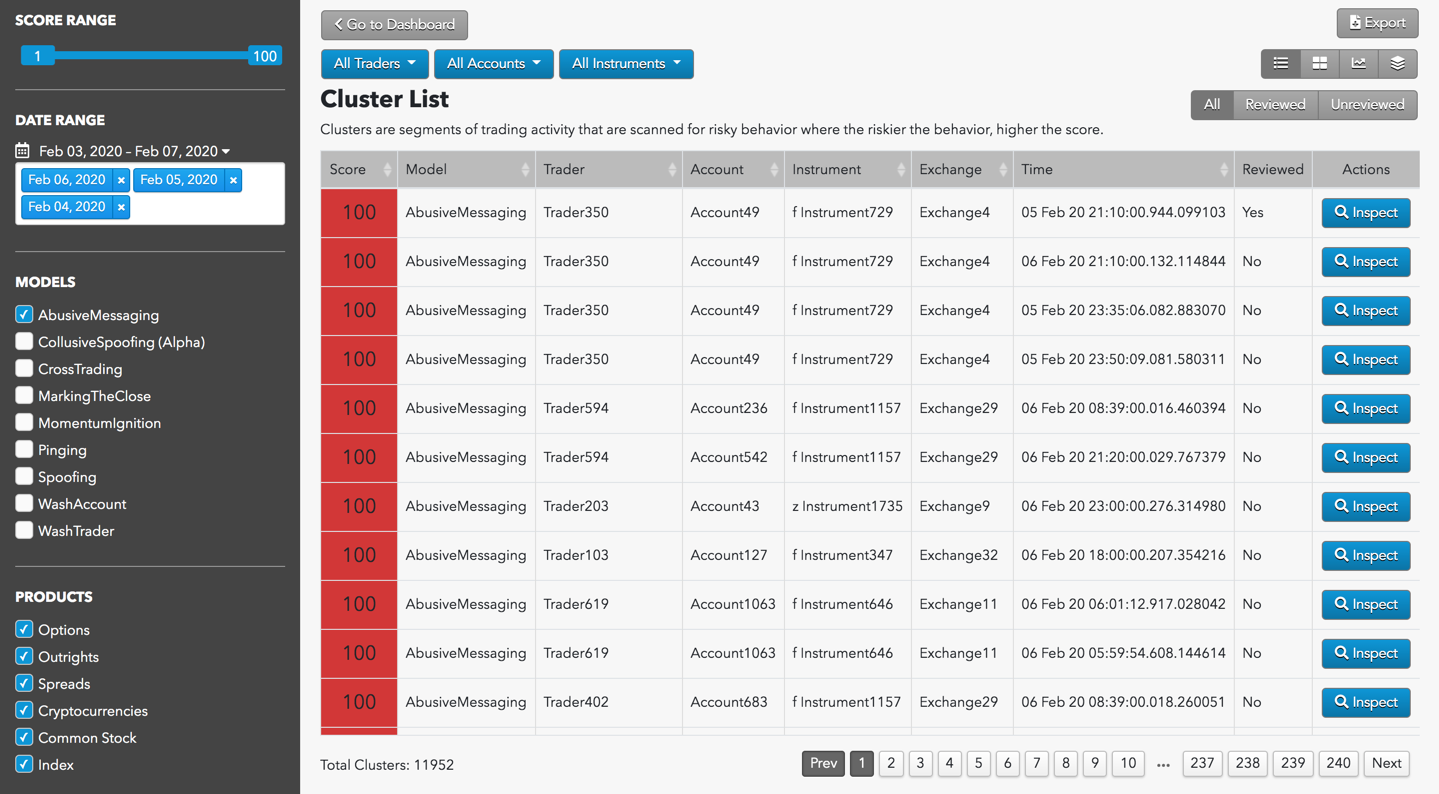 SCORE RANGE
1 100
DATE RANGE
Feb 03, 2020 - Feb 07, 2020
Feb 06, 2020 × Feb 05, 2020 ×
Feb 04, 2020 ×
MODELS
AbusiveMessaging
CollusiveSpoofing (Alpha)
CrossTrading
MarkingTheClose
MomentumIgnition
Pinging
Spoofing
WashAccount
WashTrader
PRODUCTS
Options
Outrights
Spreads
Cryptocurrencies
Common Stock
Index
Go to Dashboard Export
All Traders All Accounts All Instruments
Cluster List All Reviewed Unreviewed
Clusters are segments of trading activity that are scanned for risky behavior where the riskier the behavior, higher the score.
Score Model Trader Account Instrument Exchange Time Reviewed Actions
100 AbusiveMessaging Trader350 Account49 f Instrument729 Exchange4 05 Feb 20 21:10:00.944.099103 Yes Inspect
100 AbusiveMessaging Trader350 Account49 f Instrument729 Exchange4 06 Feb 20 21:10:00.132.114844 No Inspect
100 AbusiveMessaging Trader350 Account49 f Instrument729 Exchange4 05 Feb 20 23:35:06.082.883070 No Inspect
100 AbusiveMessaging Trader350 Account49 f Instrument729 Exchange4 05 Feb 20 23:50:09.081.580311 No Inspect
100 AbusiveMessaging Trader594 Account236 f Instrument1157 Exchange29 06 Feb 20 08:39:00.016.460394 No Inspect
100 AbusiveMessaging Trader594 Account542 f Instrument1157 Exchange29 06 Feb 20 21:20:00.029.767379 No Inspect
100 AbusiveMessaging Trader203 Account43 z Instrument1735 Exchange9 06 Feb 20 23:00:00.276.314980 No Inspect
100 AbusiveMessaging Trader103 Account127 f Instrument347 Exchange32 06 Feb 20 18:00:00.207.354216 No Inspect
100 AbusiveMessaging Trader619 Account1063 f Instrument646 Exchange11 06 Feb 20 06:01:12.917.028042 No Inspect
100 AbusiveMessaging Trader619 Account1063 f Instrument646 Exchange11 06 Feb 20 05:59:54.608.144614 No Inspect
100 AbusiveMessaging Trader402 Account683 f Instrument1157 Exchange29 06 Feb 20 08:39:00.018.260051 No Inspect
Total Clusters: 11952 Prev 1 2 3 4 5 6 7 8 9 10 ... 237 238 239 240 Next